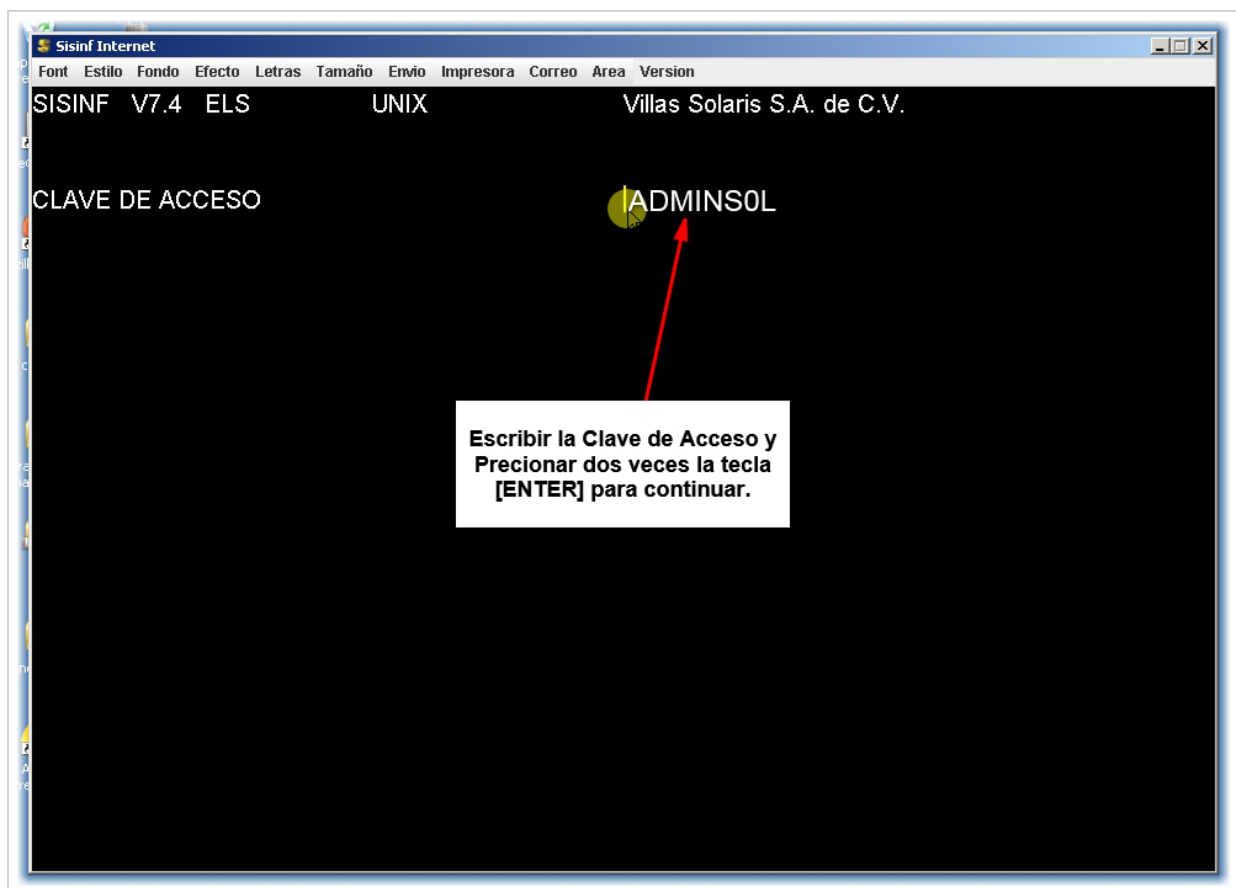 Sisinf Internet
Font Estilo Fondo Efecto Letras Tamaño Envio Impresora Correo Area Version
SISINF V7.4 ELS UNIX Villas Solaris S.A. de C.V.
CLAVE DE ACCESO ADMINS0L
Escribir la Clave de Acceso y
Precionar dos veces la tecla
[ENTER] para continuar.